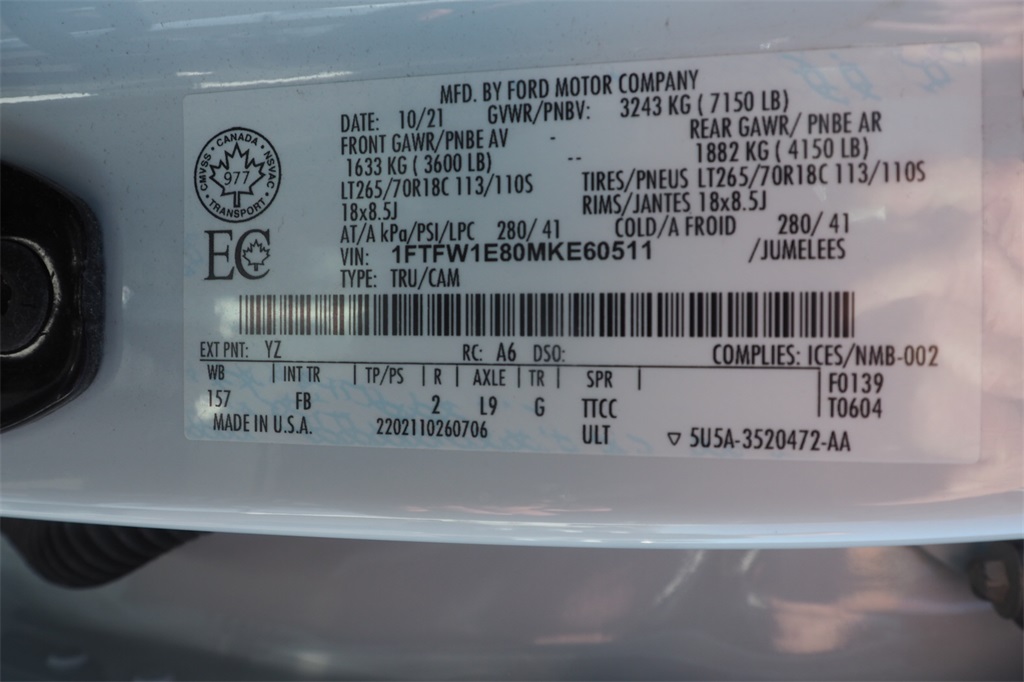 MFD. BY FORD MOTOR COMPANY
DATE: 10/21 GVWR/PNBV: 3243 KG ( 7150 LB)
FRONT GAWR/PNBE AV - REAR GAWR/ PNBE AR
1633 KG ( 3600 LB) -- 1882 KG ( 4150 LB)
LT265/70R18C 113/110S TIRES/PNEUS LT265/70R18C 113/110S
18x8.5J RIMS/JANTES 18x8.5J
AT/A kPa/PSI/LPC 280/ 41 COLD/A FROID 280/ 41
VIN: 1FTFW1E80MKE60511 /JUMELEES
TYPE: TRU/CAM
CMVSS • CANADA • NSVAC
977
• TRANSPORT •
EC
EXT PNT: YZ RC: A6 DSO: COMPLIES: ICES/NMB-002
WB | INT TR | TP/PS | R | AXLE | TR | SPR | F0139
157 FB 2 L9 G TTCC T0604
MADE IN U.S.A. 2202110260706 ULT ▽ 5U5A-3520472-AA